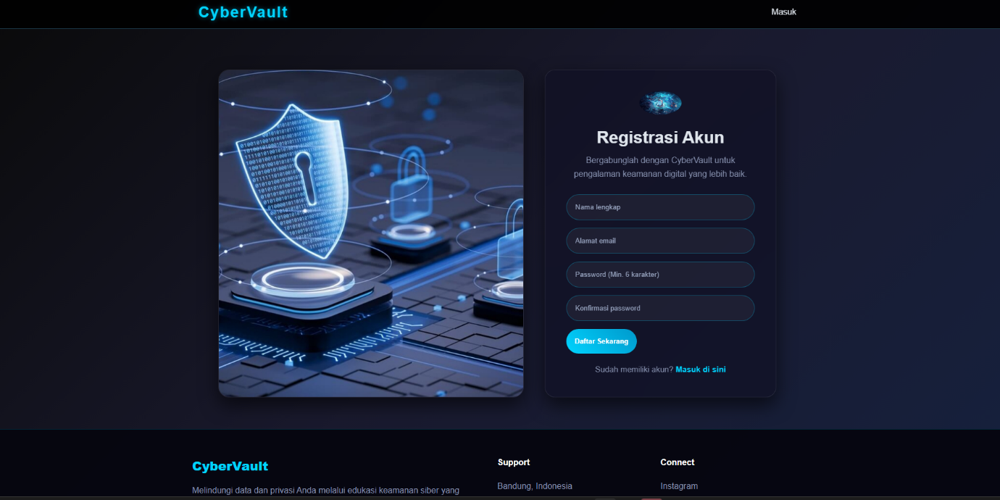 CyberVault
Masuk
Registrasi Akun
Bergabunglah dengan CyberVault untuk
pengalaman keamanan digital yang lebih baik.
Nama lengkap
Alamat email
Password (Min. 6 karakter)
Konfirmasi password
Daftar Sekarang
Sudah memiliki akun? Masuk di sini
CyberVault
Melindungi data dan privasi Anda melalui edukasi keamanan siber yang
Support
Bandung, Indonesia
Connect
Instagram